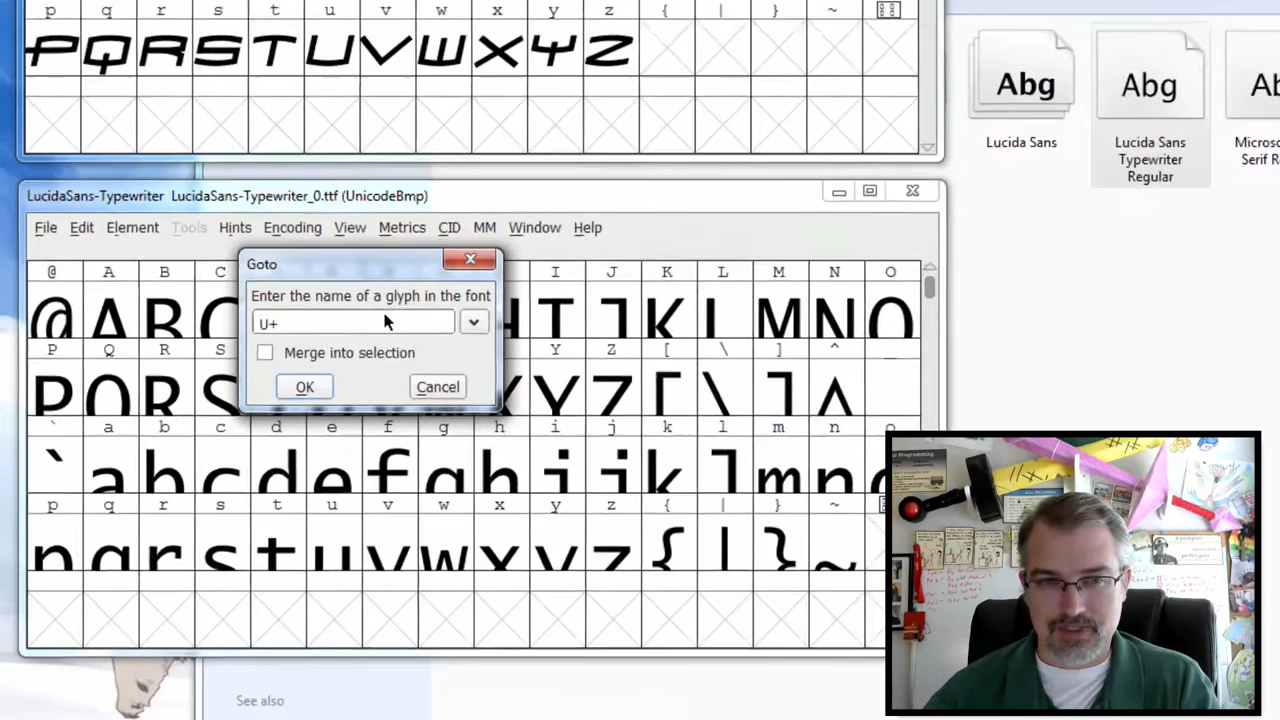 p q r s t u v w x y z { | } ~
P Q R S T U V W X Y Z
Abg Abg
Lucida Sans
Lucida Sans Typewriter Regular
LucidaSans-Typewriter LucidaSans-Typewriter_0.ttf (UnicodeBmp)
File Edit Element Tools Hints Encoding View Metrics CID MM Window Help
Goto
Enter the name of a glyph in the font
U+
Merge into selection
OK Cancel
@ A B C I J K L M N O
@ A B C H I J K L M N O
P Q R S Y Z [ \ ] ^ _
P Q R S X Y Z [ \ ] ^
` a b c d e f g h i j k l m n o
` a b c d e f g h i j k l m n o
p q r s t u v w x y z { | } ~
p q r s t u v w x y z { | } ~
See also